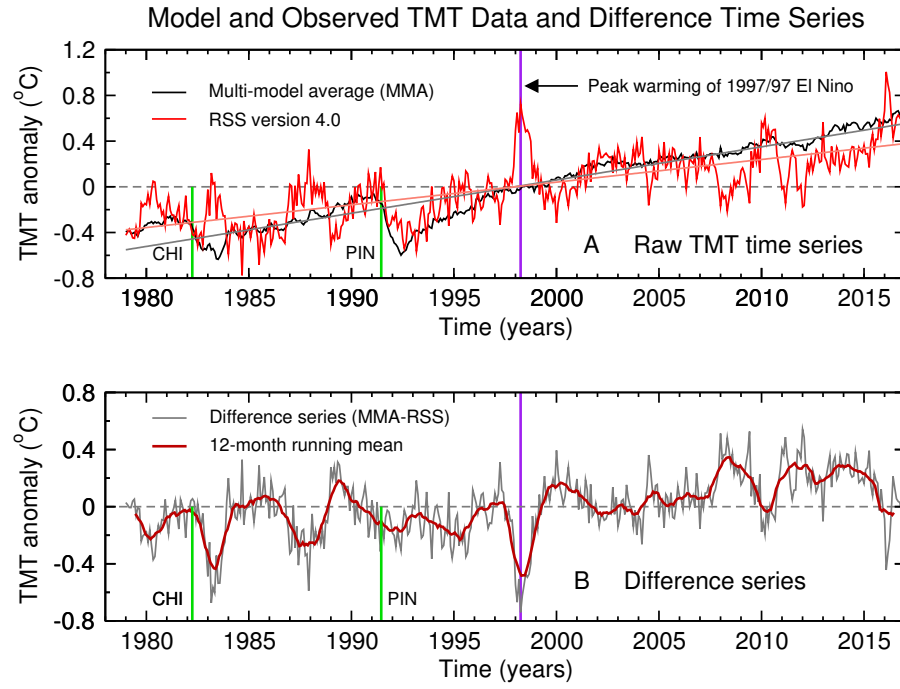 Model and Observed TMT Data and Difference Time Series
TMT anomaly (°C)
1.2
0.8
0.4
0
-0.4
-0.8
Multi-model average (MMA)
RSS version 4.0
Peak warming of 1997/97 El Nino
CHI
PIN
A Raw TMT time series
1980 1985 1990 1995 2000 2005 2010 2015
Time (years)
TMT anomaly (°C)
0.8
0.4
0
-0.4
-0.8
Difference series (MMA-RSS)
12-month running mean
CHI
PIN
B Difference series
1980 1985 1990 1995 2000 2005 2010 2015
Time (years)